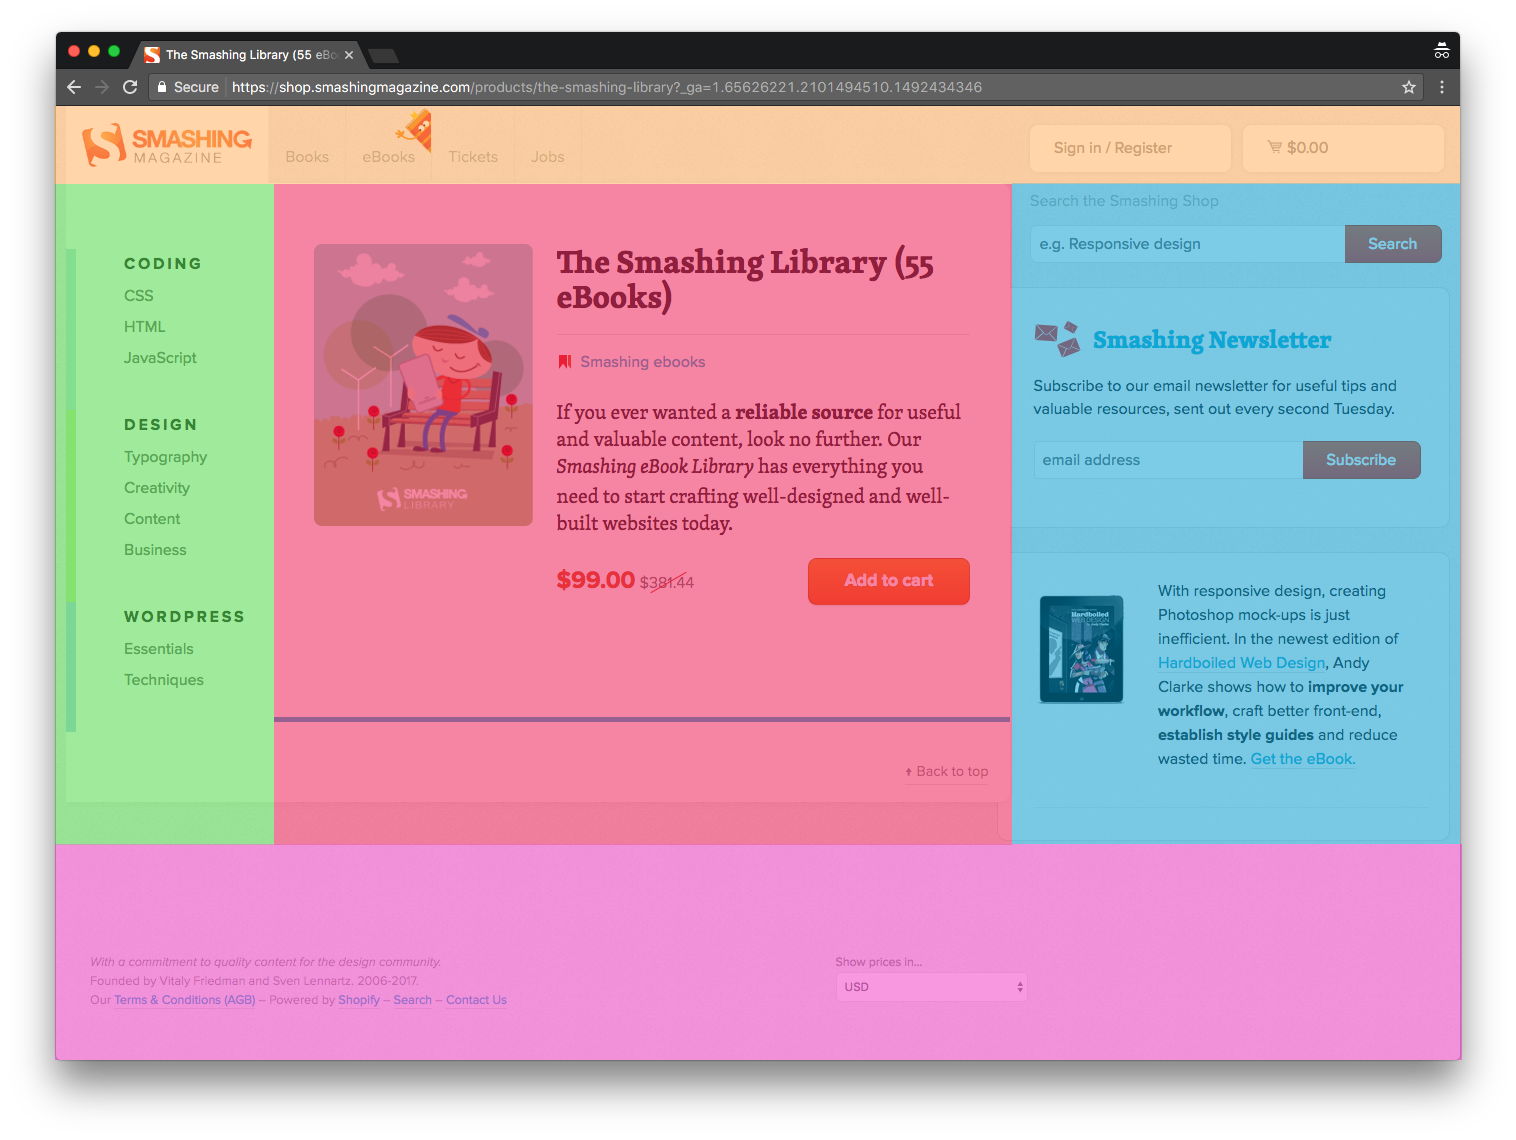 The Smashing Library (55 eBo
Secure https://shop.smashingmagazine.com/products/the-smashing-library?_ga=1.65626221.2101494510.1492434346
SMASHING
MAGAZINE
Books eBooks Tickets Jobs
Sign in / Register
$0.00
CODING
CSS
HTML
JavaScript
DESIGN
Typography
Creativity
Content
Business
WORDPRESS
Essentials
Techniques
SMASHING
LIBRARY
The Smashing Library (55
eBooks)
Smashing ebooks
If you ever wanted a reliable source for useful
and valuable content, look no further. Our
Smashing eBook Library has everything you
need to start crafting well-designed and well-
built websites today.
$99.00 $381.44
Add to cart
Back to top
Search the Smashing Shop
e.g. Responsive design
Search
Smashing Newsletter
Subscribe to our email newsletter for useful tips and
valuable resources, sent out every second Tuesday.
email address
Subscribe
Hardboiled
WEB DESIGN
With responsive design, creating
Photoshop mock-ups is just
inefficient. In the newest edition of
Hardboiled Web Design, Andy
Clarke shows how to improve your
workflow, craft better front-end,
establish style guides and reduce
wasted time. Get the eBook.
With a commitment to quality content for the design community.
Founded by Vitaly Friedman and Sven Lennartz. 2006-2017.
Our Terms & Conditions (AGB) – Powered by Shopify – Search – Contact Us
Show prices in...
USD